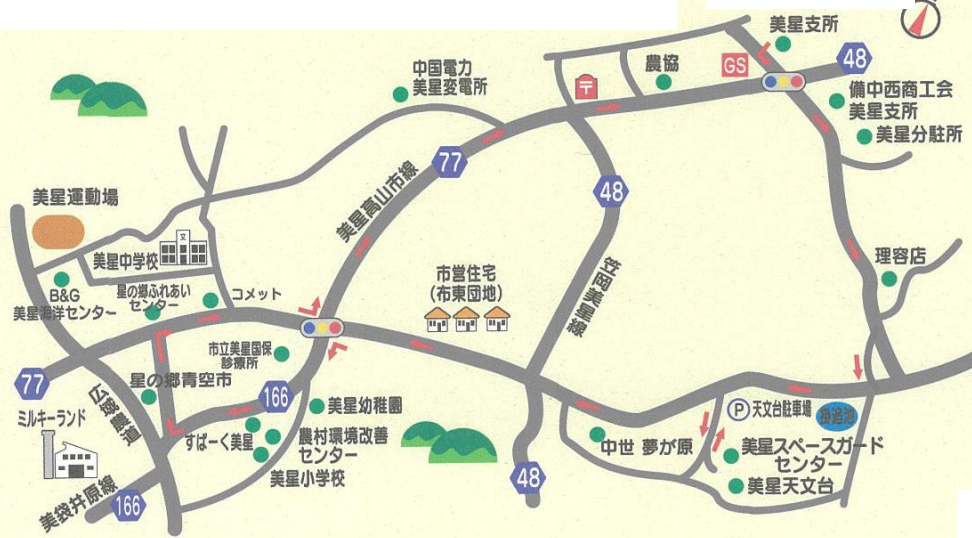 美星支所
48
GS
農協
〒
備中西商工会
美星支所
美星分駐所
中国電力
美星変電所
77
美星高山市線
48
笠岡美星線
美星運動場
文
美星中学校
B&G
美星海洋センター
星の郷ふれあい
センター
コメット
市営住宅
(布東団地)
理容店
市立美星国保
診療所
77
広域農道
星の郷青空市
166
美星幼稚園
ミルキーランド
すぱーく美星
農村環境改善
センター
美星小学校
美袋井原線
166
48
中世 夢が原
P
天文台駐車場
掛過池
美星スペースガード
センター
美星天文台